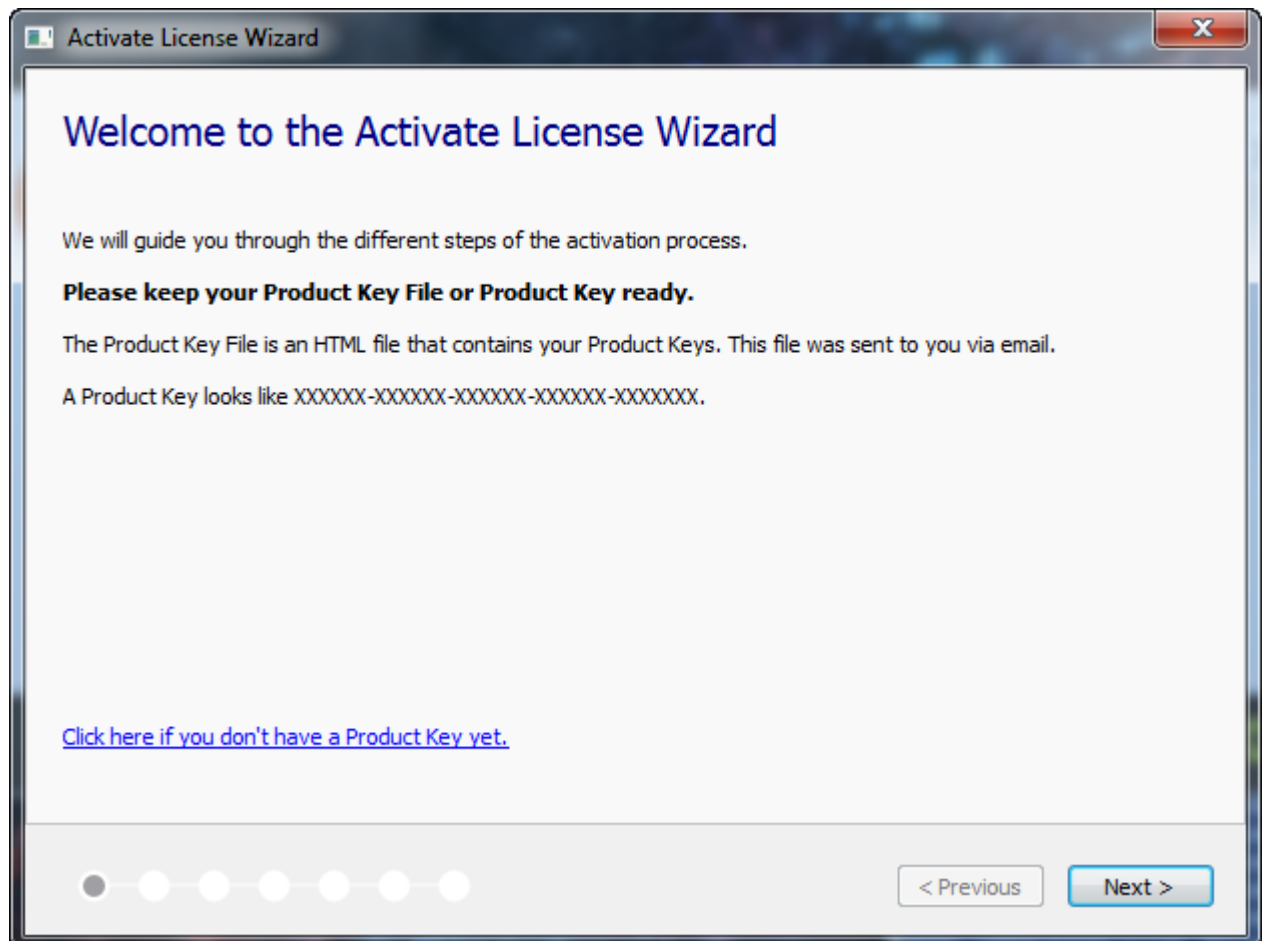 Activate License Wizard
Welcome to the Activate License Wizard
We will guide you through the different steps of the activation process.
Please keep your Product Key File or Product Key ready.
The Product Key File is an HTML file that contains your Product Keys. This file was sent to you via email.
A Product Key looks like XXXXXX-XXXXXX-XXXXXX-XXXXXX-XXXXXXX.
Click here if you don't have a Product Key yet.
< Previous
Next >